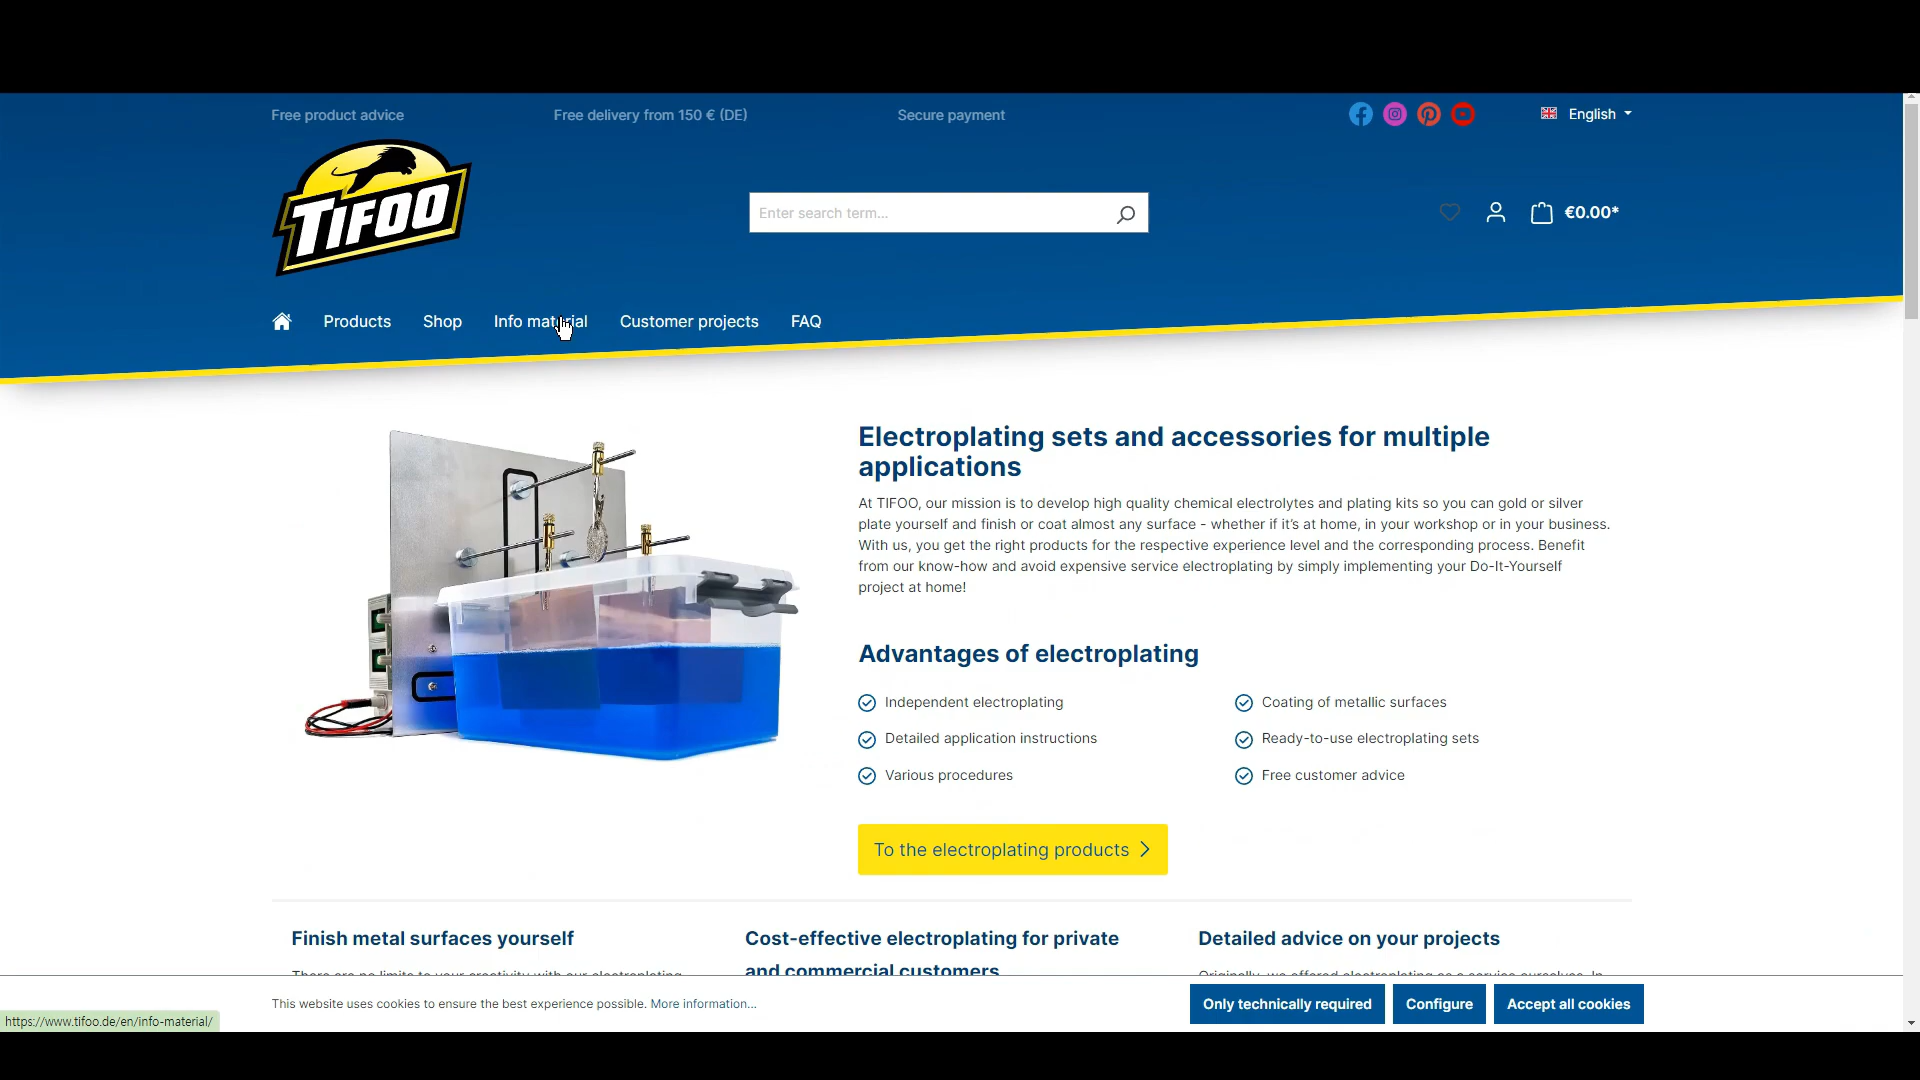 Free product advice
Free delivery from 150 € (DE)
Secure payment
English
TIFOO
Enter search term...
€0.00*
Products
Shop
Info material
Customer projects
FAQ
Electroplating sets and accessories for multiple
applications
At TIFOO, our mission is to develop high quality chemical electrolytes and plating kits so you can gold or silver
plate yourself and finish or coat almost any surface - whether if it's at home, in your workshop or in your business.
With us, you get the right products for the respective experience level and the corresponding process. Benefit
from our know-how and avoid expensive service electroplating by simply implementing your Do-It-Yourself
project at home!
Advantages of electroplating
Independent electroplating
Coating of metallic surfaces
Detailed application instructions
Ready-to-use electroplating sets
Various procedures
Free customer advice
To the electroplating products
Finish metal surfaces yourself
Cost-effective electroplating for private
and commercial customers
Detailed advice on your projects
There are no limits to your creativity with our electroplating
Originally, we offered electroplating as a service ourselves. In
This website uses cookies to ensure the best experience possible. More information...
Only technically required
Configure
Accept all cookies
https://www.tifoo.de/en/info-material/